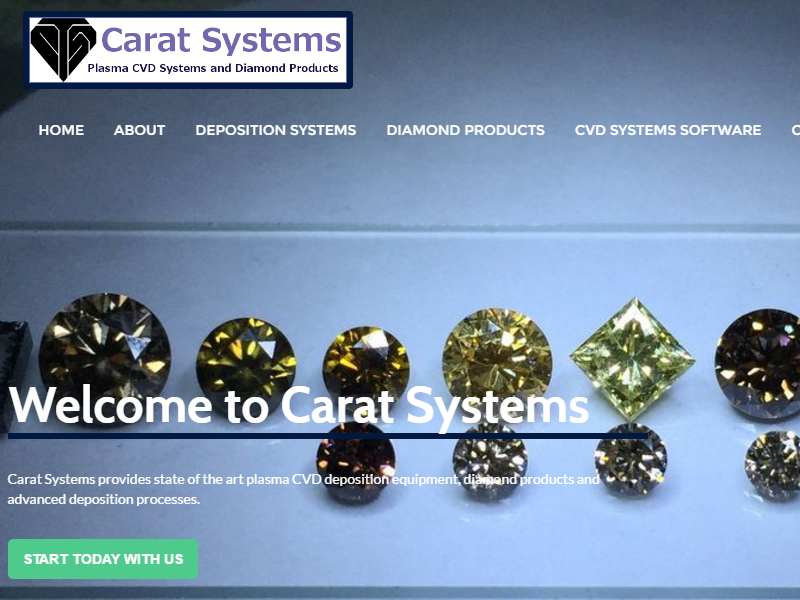 Carat Systems
Plasma CVD Systems and Diamond Products
HOME ABOUT DEPOSITION SYSTEMS DIAMOND PRODUCTS CVD SYSTEMS SOFTWARE
Welcome to Carat Systems
Carat Systems provides state of the art plasma CVD deposition equipment, diamond products and
advanced deposition processes.
START TODAY WITH US